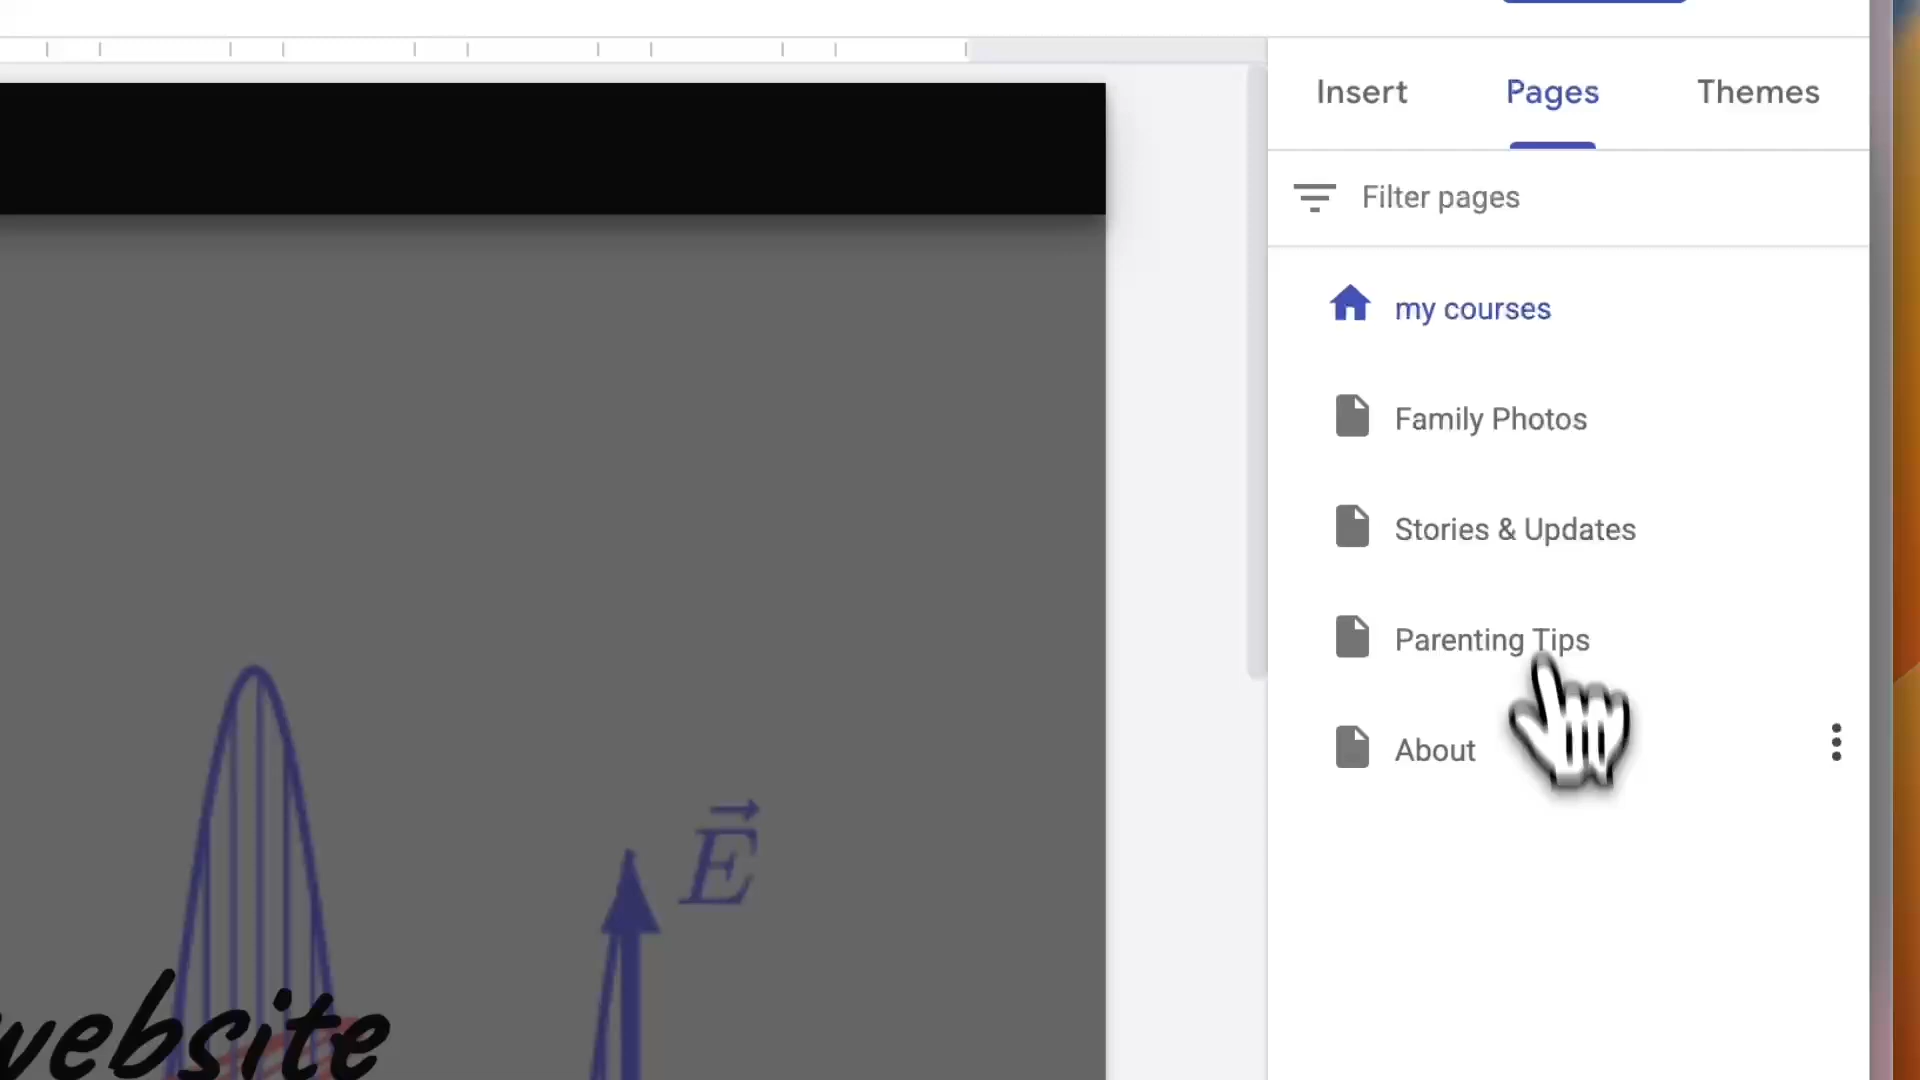 Insert Pages Themes
Filter pages
my courses
Family Photos
Stories & Updates
Parenting Tips
About
E
website